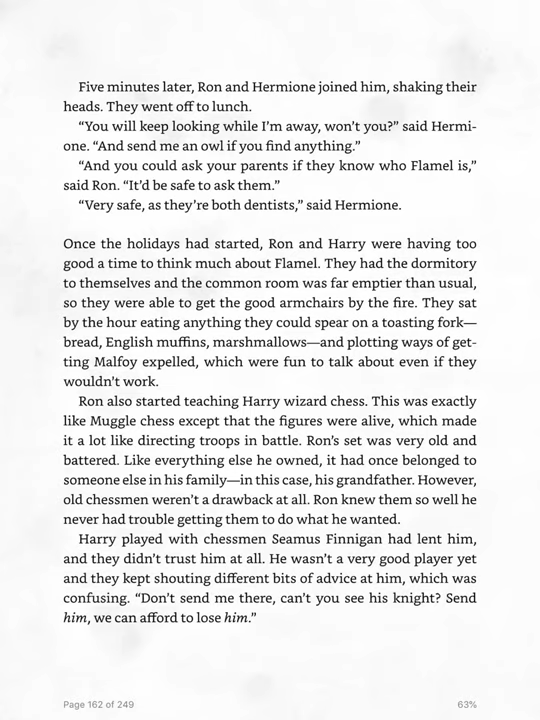 Five minutes later, Ron and Hermione joined him, shaking their
heads. They went off to lunch.
“You will keep looking while I’m away, won’t you?” said Hermi-
one. “And send me an owl if you find anything.”
“And you could ask your parents if they know who Flamel is,”
said Ron. “It’d be safe to ask them.”
“Very safe, as they’re both dentists,” said Hermione.
Once the holidays had started, Ron and Harry were having too
good a time to think much about Flamel. They had the dormitory
to themselves and the common room was far emptier than usual,
so they were able to get the good armchairs by the fire. They sat
by the hour eating anything they could spear on a toasting fork—
bread, English muffins, marshmallows—and plotting ways of get-
ting Malfoy expelled, which were fun to talk about even if they
wouldn’t work.
Ron also started teaching Harry wizard chess. This was exactly
like Muggle chess except that the figures were alive, which made
it a lot like directing troops in battle. Ron’s set was very old and
battered. Like everything else he owned, it had once belonged to
someone else in his family—in this case, his grandfather. However,
old chessmen weren’t a drawback at all. Ron knew them so well he
never had trouble getting them to do what he wanted.
Harry played with chessmen Seamus Finnigan had lent him,
and they didn’t trust him at all. He wasn’t a very good player yet
and they kept shouting different bits of advice at him, which was
confusing. “Don’t send me there, can’t you see his knight? Send
him, we can afford to lose him.”
Page 162 of 249
63%